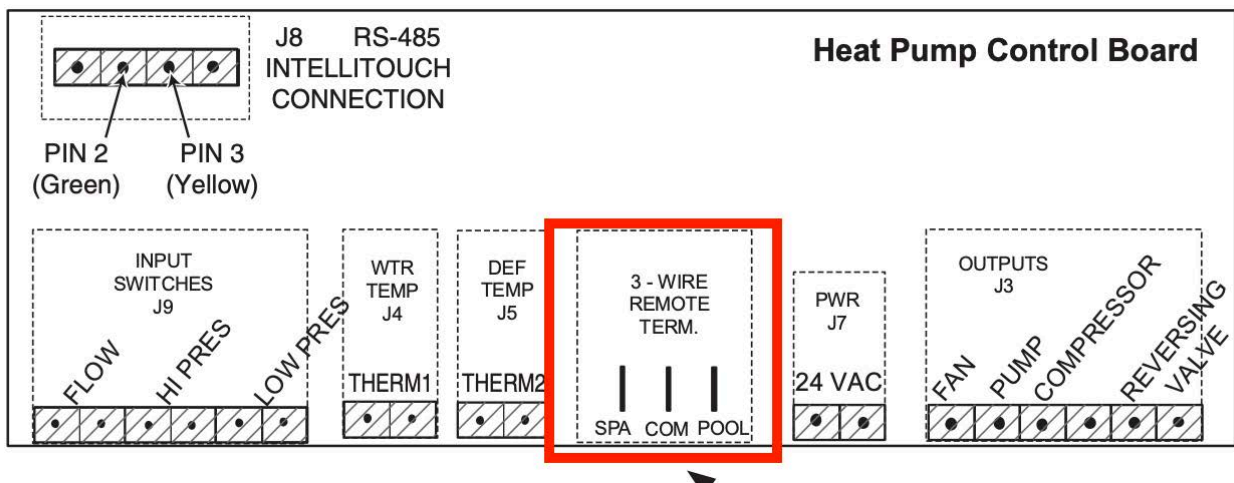 J8 RS-485
INTELLITOUCH
CONNECTION
Heat Pump Control Board
PIN 2
(Green)
PIN 3
(Yellow)
INPUT
SWITCHES
J9
FLOW
HI PRES
LOW PRES
WTR
TEMP
J4
THERM1
DEF
TEMP
J5
THERM2
3 - WIRE
REMOTE
TERM.
SPA COM POOL
PWR
J7
24 VAC
OUTPUTS
J3
FAN
PUMP
COMPRESSOR
REVERSING
VALVE